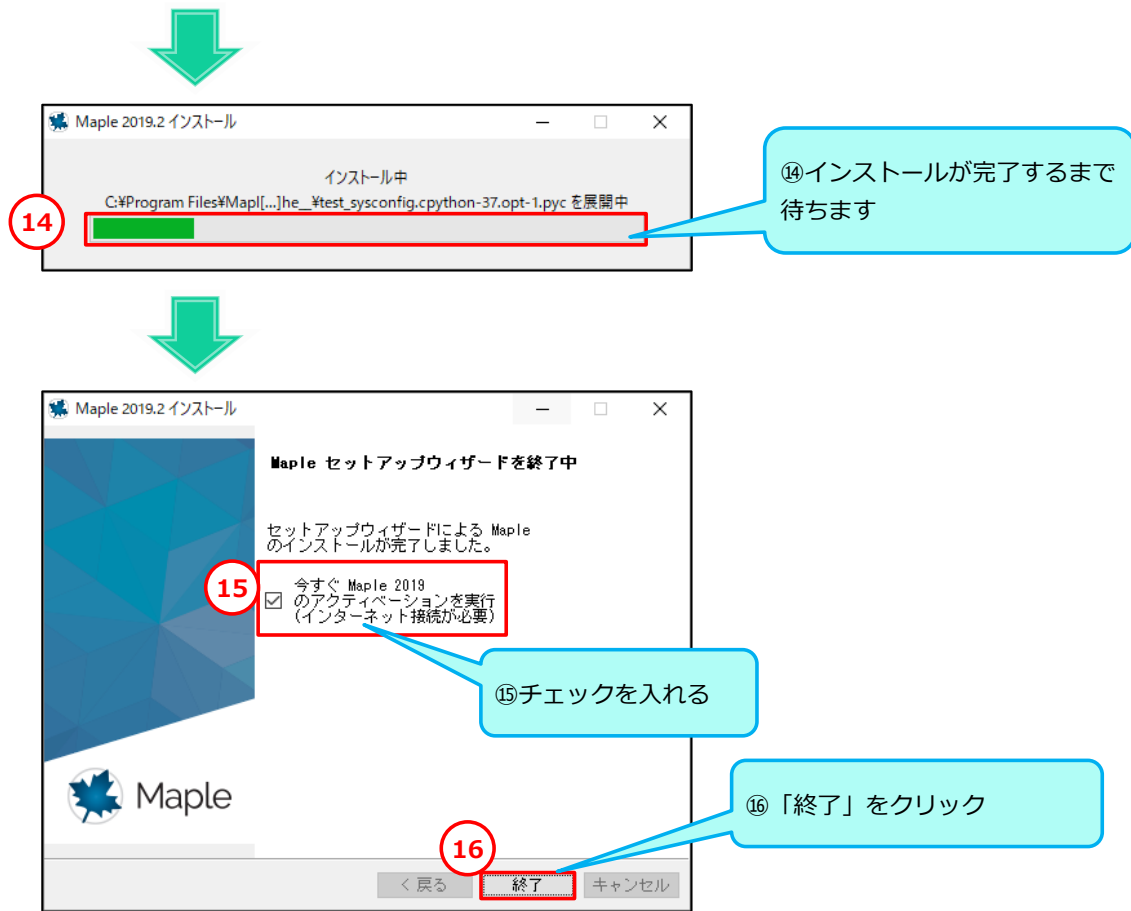 Maple 2019.2 インストール
インストール中
C:¥Program Files¥Mapl[...]he__¥test_sysconfig.cpython-37.opt-1.pyc を展開中
14
⑭インストールが完了するまで
待ちます
Maple 2019.2 インストール
Maple セットアップウィザードを終了中
セットアップウィザードによる Maple
のインストールが完了しました。
15
今すぐ Maple 2019
のアクティベーションを実行
(インターネット接続が必要)
⑮チェックを入れる
Maple
⑯「終了」をクリック
16
< 戻る
終了
キャンセル